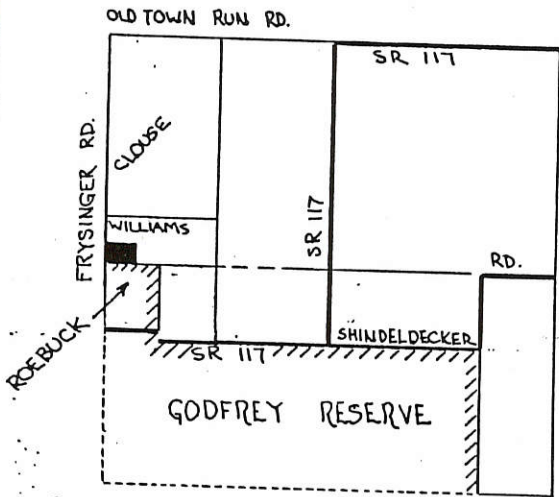 OLD TOWN RUN RD.
SR 117
CLOUSE
FRYSINGER RD.
WILLIAMS
SR 117
RD.
ROEBUCK
SHINDELDECKER
SR 117
GODFREY RESERVE